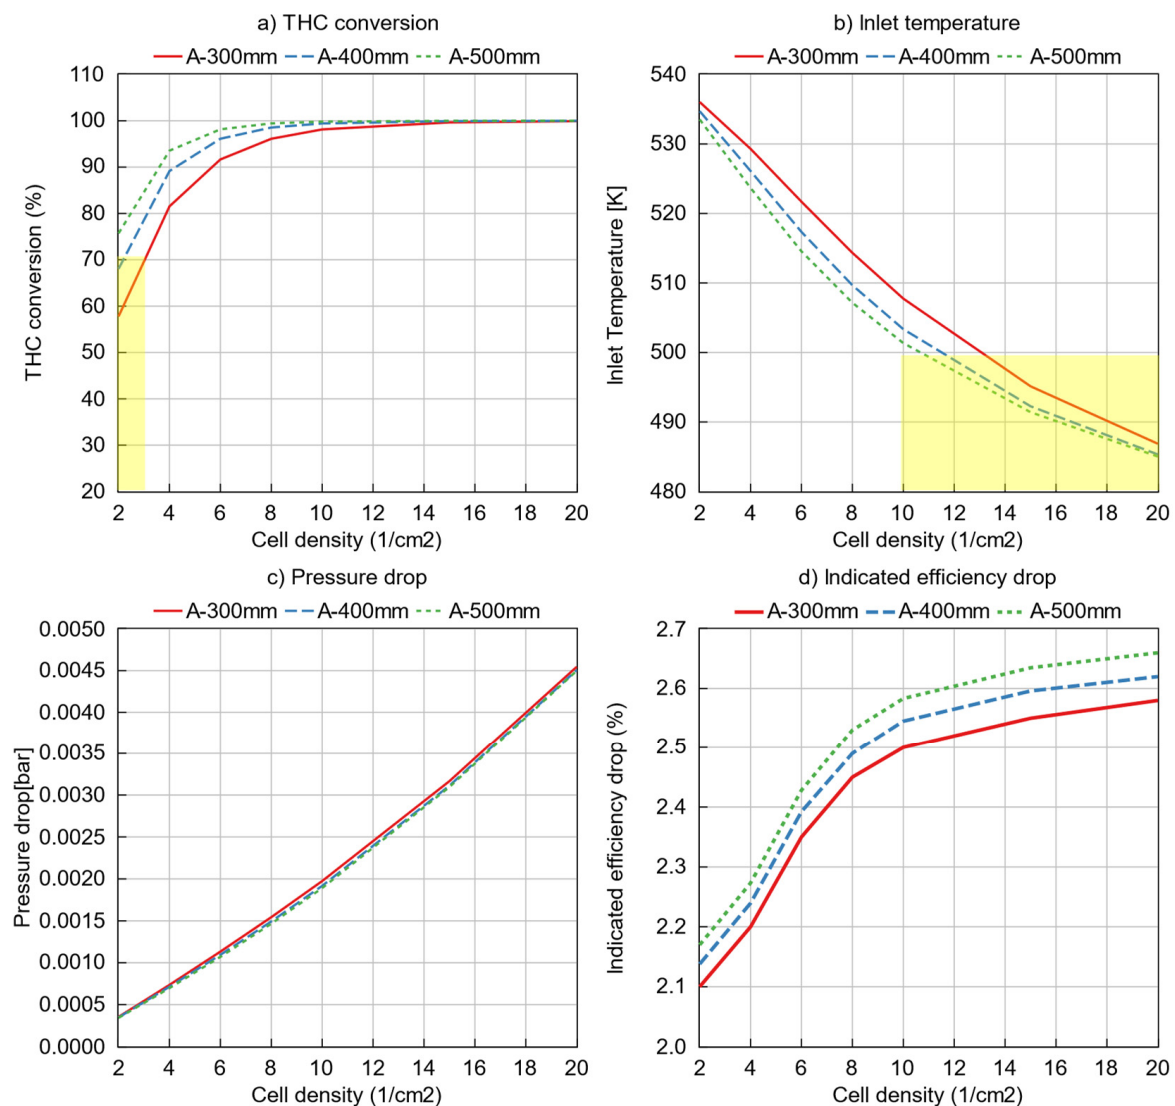 a) THC conversion
A-300mm A-400mm A-500mm
110
100
90
80
70
60
50
40
30
20
THC conversion (%)
2 4 6 8 10 12 14 16 18 20
Cell density (1/cm2)
b) Inlet temperature
A-300mm A-400mm A-500mm
540
530
520
510
500
490
480
Inlet Temperature [K]
2 4 6 8 10 12 14 16 18 20
Cell density (1/cm2)
c) Pressure drop
A-300mm A-400mm A-500mm
0.0050
0.0045
0.0040
0.0035
0.0030
0.0025
0.0020
0.0015
0.0010
0.0005
0.0000
Pressure drop[bar]
2 4 6 8 10 12 14 16 18 20
Cell density (1/cm2)
d) Indicated efficiency drop
A-300mm A-400mm A-500mm
2.7
2.6
2.5
2.4
2.3
2.2
2.1
2.0
Indicated efficiency drop (%)
2 4 6 8 10 12 14 16 18 20
Cell density (1/cm2)